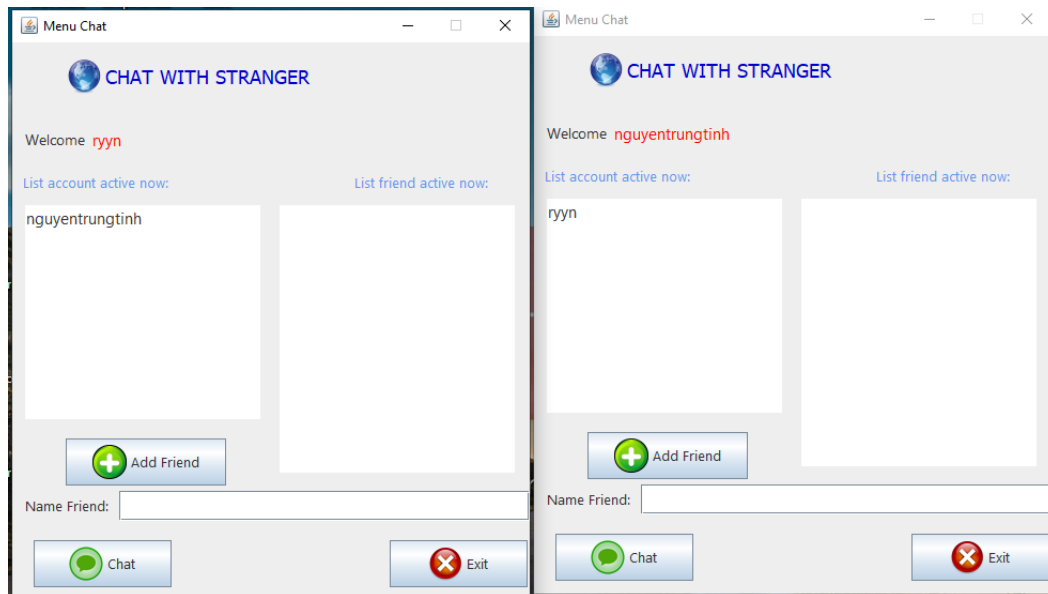 Menu Chat
CHAT WITH STRANGER
Welcome ryyn
List account active now: List friend active now:
nguyentrungtinh
Add Friend
Name Friend:
Chat Exit
Menu Chat
CHAT WITH STRANGER
Welcome nguyentrungtinh
List account active now: List friend active now:
ryyn
Add Friend
Name Friend:
Chat Exit